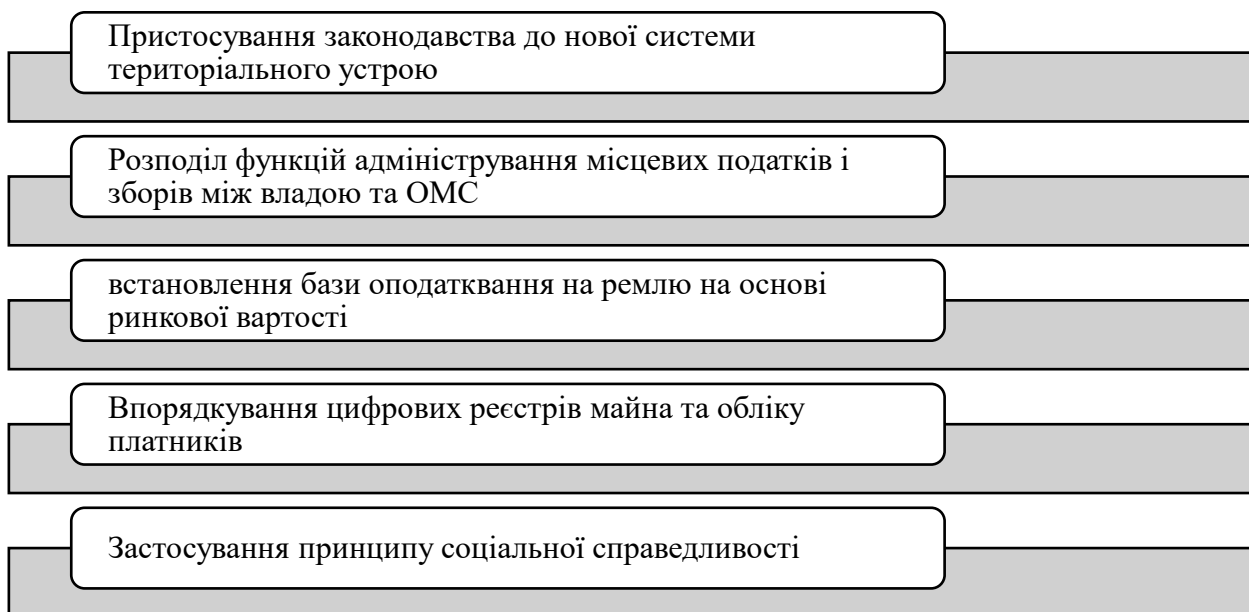 Пристосування законодавства до нової системи
територіального устрою
Розподіл функцій адміністрування місцевих податків і
зборів між владою та ОМС
встановлення бази оподатквання на ремлю на основі
ринкової вартості
Впорядкування цифрових реєстрів майна та обліку
платників
Застосування принципу соціальної справедливості